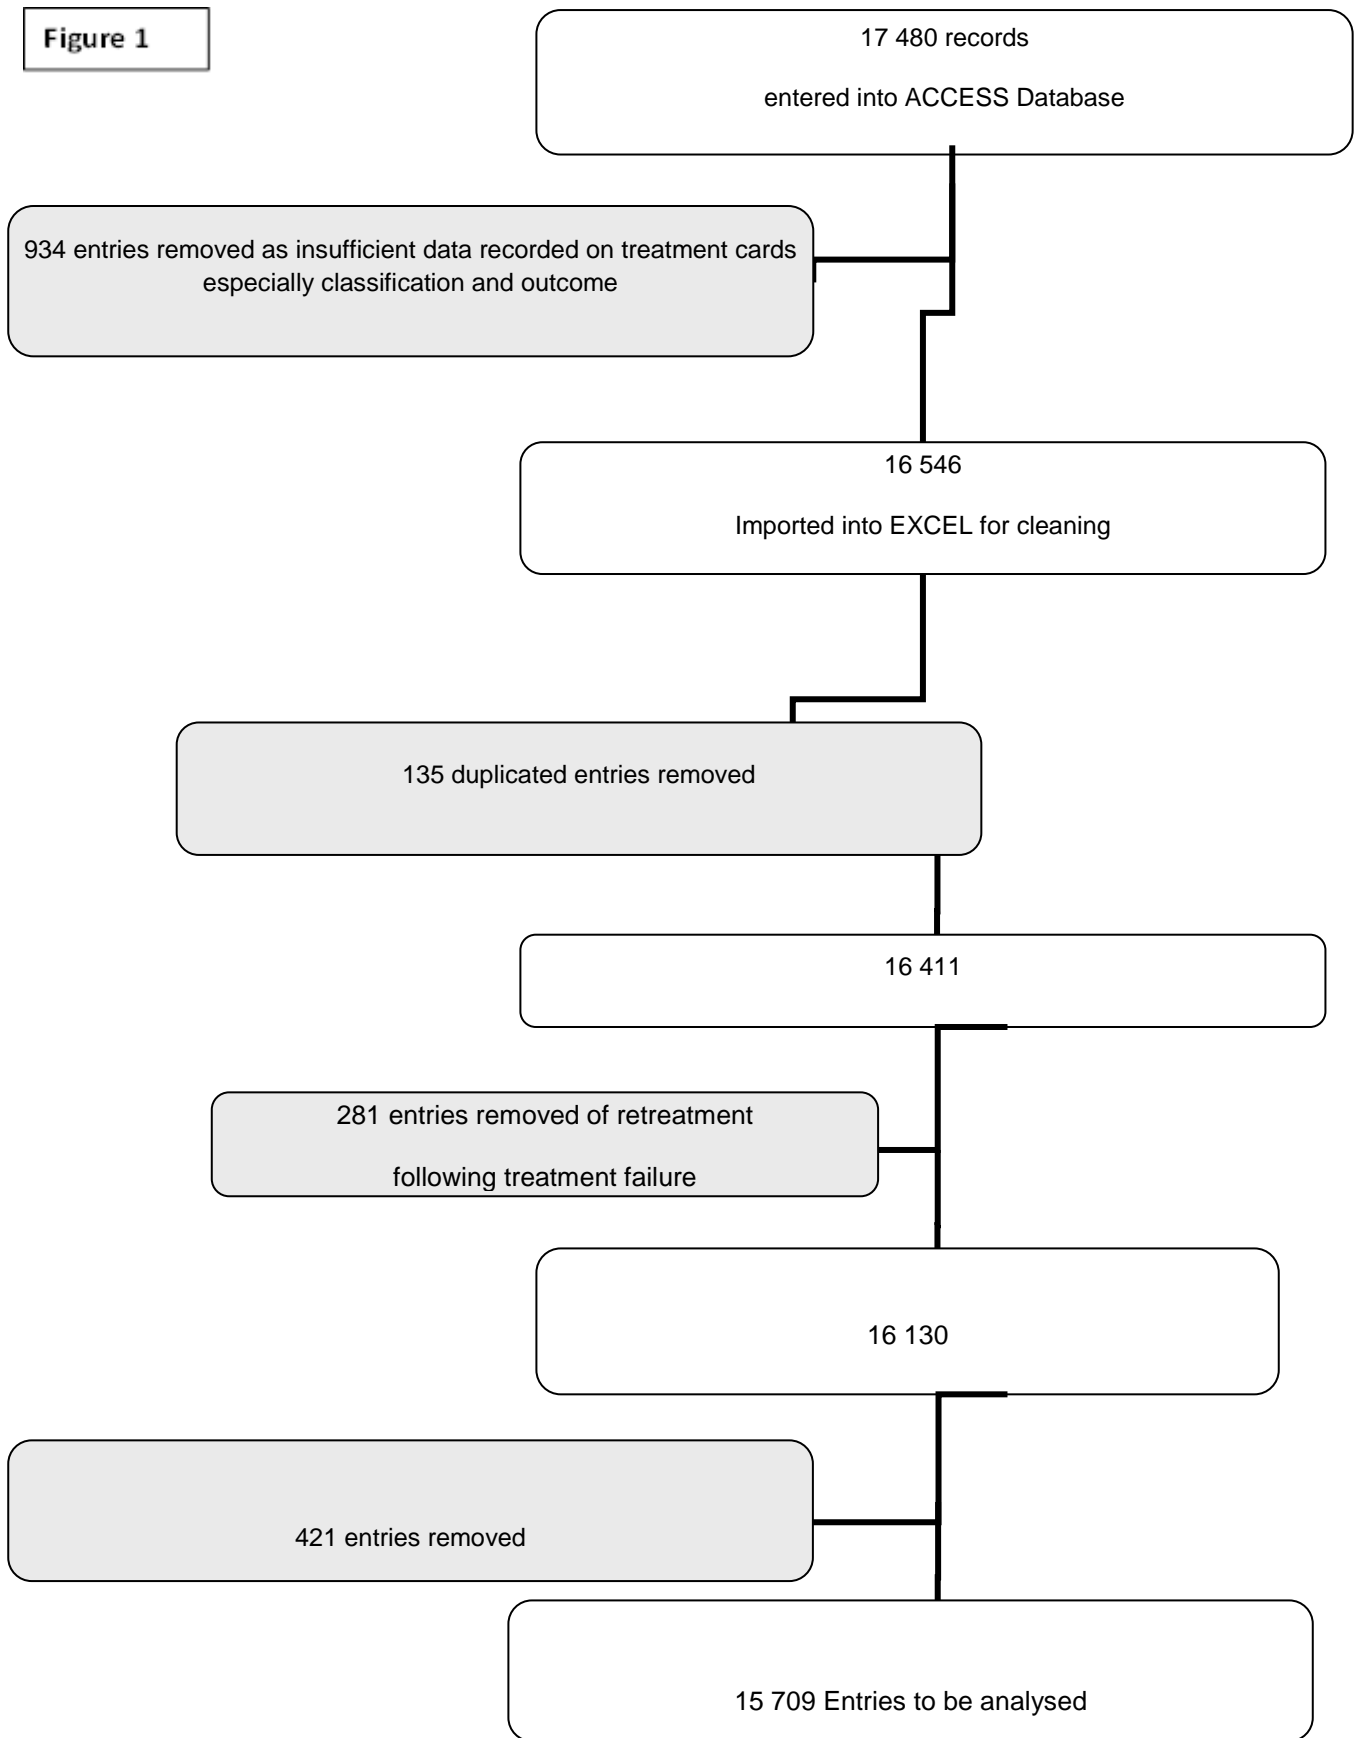 Figure 1
17 480 records
entered into ACCESS Database
934 entries removed as insufficient data recorded on treatment cards
especially classification and outcome
16 546
Imported into EXCEL for cleaning
135 duplicated entries removed
16 411
281 entries removed of retreatment
following treatment failure
16 130
421 entries removed
15 709 Entries to be analysed